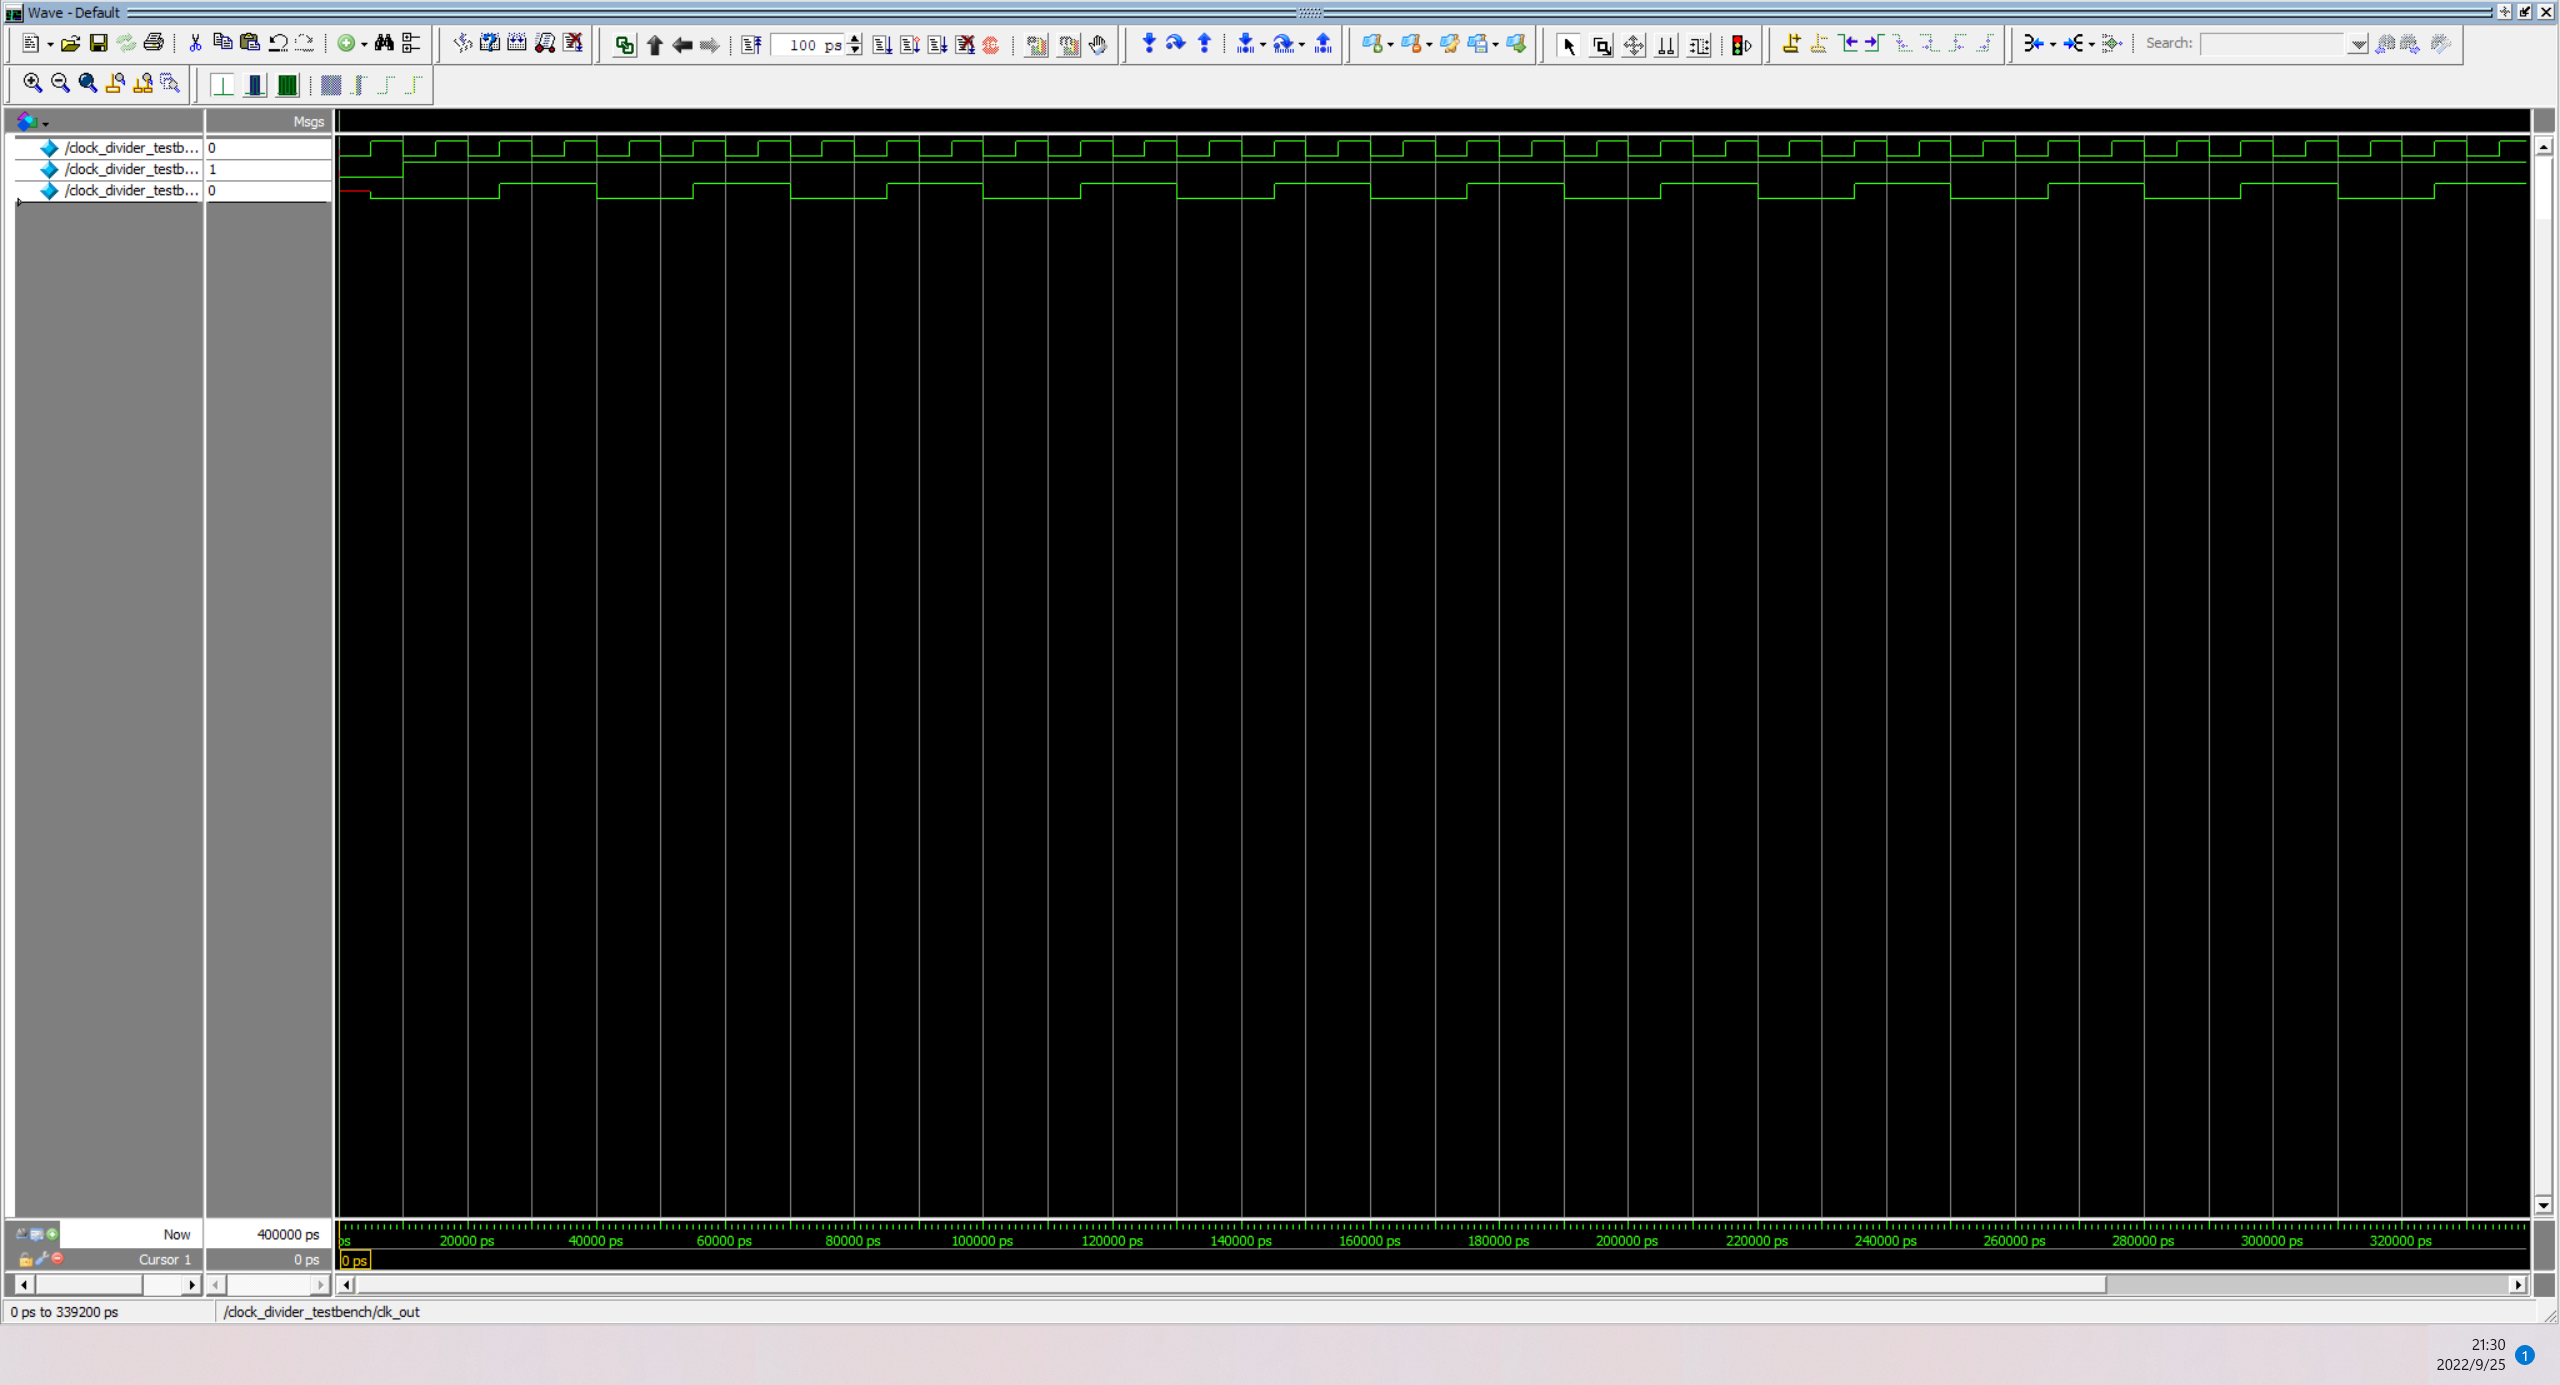 Wave - Default
100 ps
Search:
Msgs
/clock_divider_testb... 0
/clock_divider_testb... 1
/clock_divider_testb... 0
Now 400000 ps
ps 20000 ps 40000 ps 60000 ps 80000 ps 100000 ps 120000 ps 140000 ps 160000 ps 180000 ps 200000 ps 220000 ps 240000 ps 260000 ps 280000 ps 300000 ps 320000 ps
Cursor 1 0 ps 0 ps
0 ps to 339200 ps /clock_divider_testbench/clk_out
21:30
2022/9/25
1